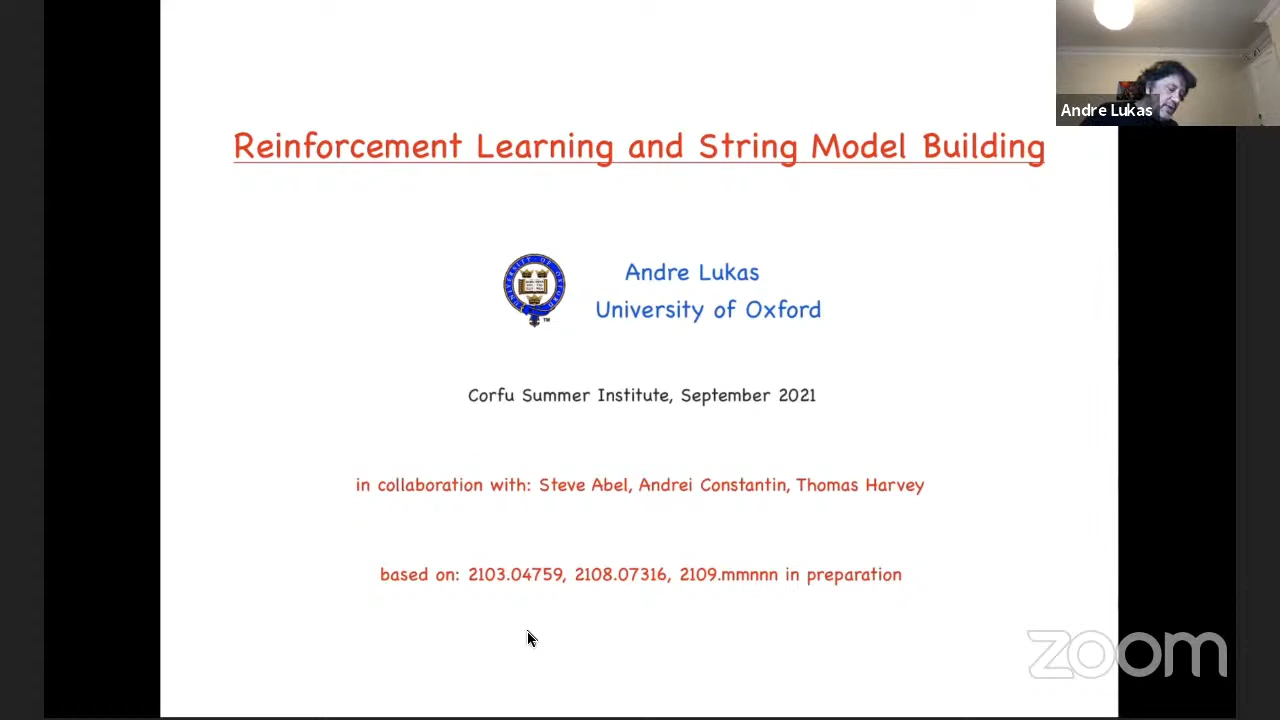 Andre Lukas
Reinforcement Learning and String Model Building
Andre Lukas
University of Oxford
Corfu Summer Institute, September 2021
in collaboration with: Steve Abel, Andrei Constantin, Thomas Harvey
based on: 2103.04759, 2108.07316, 2109.mmnnn in preparation
zoom